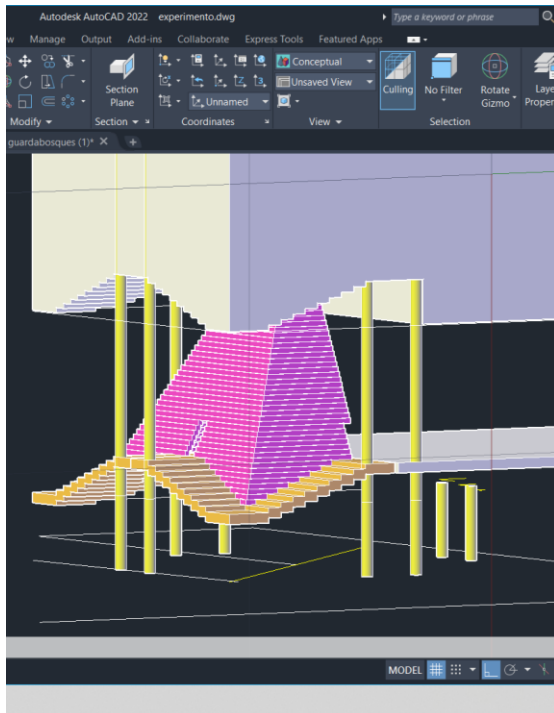 Autodesk AutoCAD 2022 experimento.dwg
Type a keyword or phrase
w Manage Output Add-ins Collaborate Express Tools Featured Apps
Conceptual
Unsaved View
Unnamed
Section
Plane
Culling
No Filter
Rotate
Gizmo
Laye
Proper
Modify
Section
Coordinates
View
Selection
guardabosques (1)*
MODEL